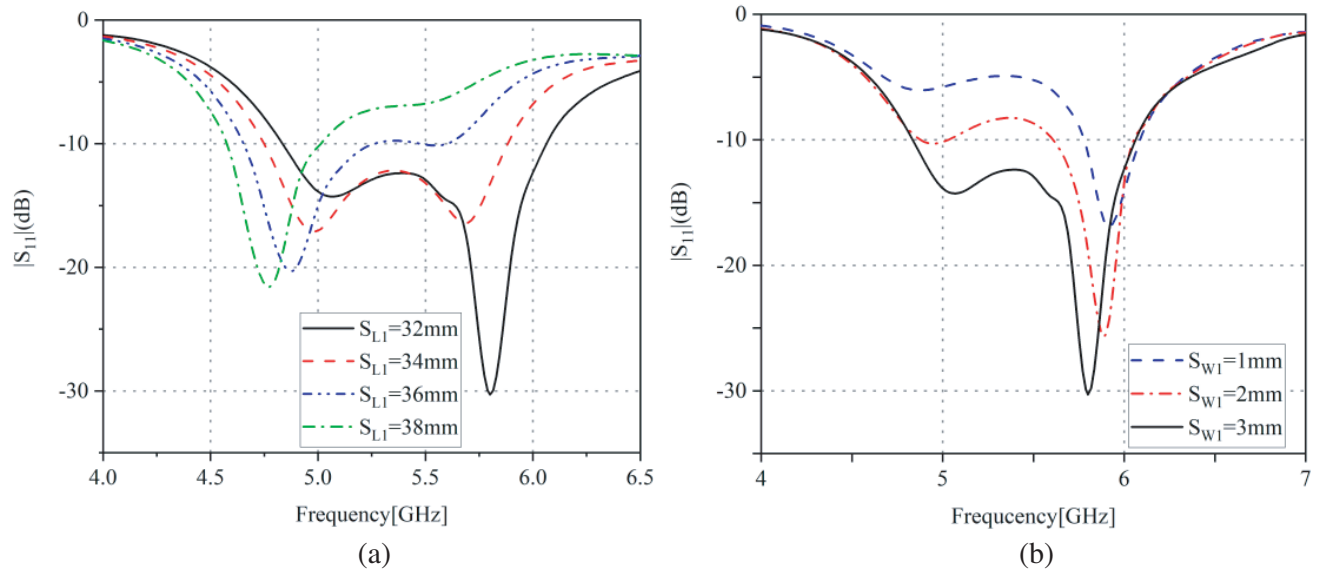 0
-10
-20
-30
|S11|(dB)
SL1=32mm
SL1=34mm
SL1=36mm
SL1=38mm
4.0 4.5 5.0 5.5 6.0 6.5
Frequency[GHz]
(a)
0
-10
-20
-30
|S11|(dB)
SW1=1mm
SW1=2mm
SW1=3mm
4 5 6 7
Frequcency[GHz]
(b)